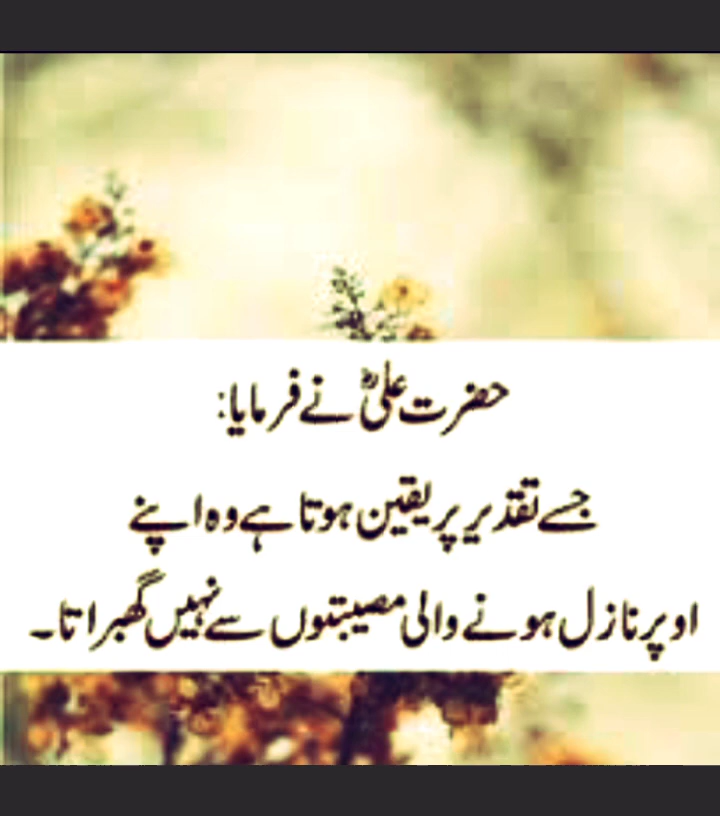 حضرت علیؓ نے فرمایا:
جسے تقدیر پر یقین ہوتا ہے وہ اپنے
اوپر نازل ہونے والی مصیبتوں سے نہیں گھبراتا۔